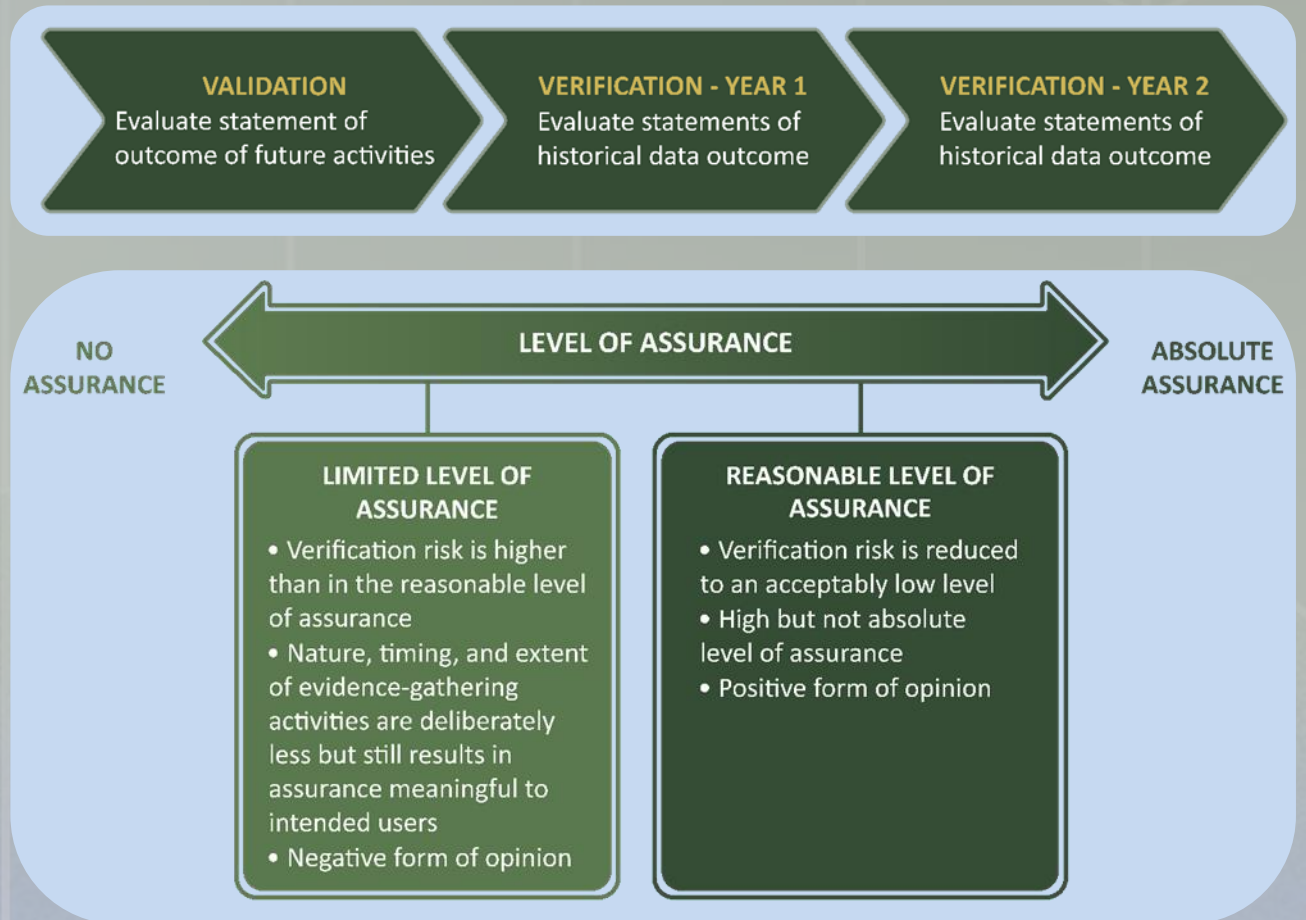 VALIDATION
Evaluate statement of
outcome of future activities
VERIFICATION - YEAR 1
Evaluate statements of
historical data outcome
VERIFICATION - YEAR 2
Evaluate statements of
historical data outcome
NO
ASSURANCE
LEVEL OF ASSURANCE
ABSOLUTE
ASSURANCE
LIMITED LEVEL OF
ASSURANCE
• Verification risk is higher
than in the reasonable level
of assurance
• Nature, timing, and extent
of evidence-gathering
activities are deliberately
less but still results in
assurance meaningful to
intended users
• Negative form of opinion
REASONABLE LEVEL OF
ASSURANCE
• Verification risk is reduced
to an acceptably low level
• High but not absolute
level of assurance
• Positive form of opinion